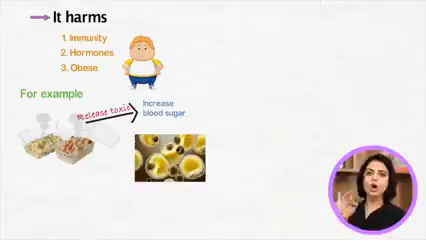 It harms
1. Immunity
2. Hormones
3. Obese
For example
Release toxic
Increase
blood sugar